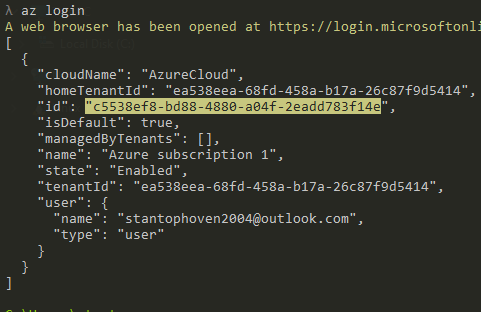 λ az login
A web browser has been opened at https://login.microsoftonli
[
  {
    "cloudName": "AzureCloud",
    "homeTenantId": "ea538eea-68fd-458a-b17a-26c87f9d5414",
    "id": "c5538ef8-bd88-4880-a04f-2eadd783f14e",
    "isDefault": true,
    "managedByTenants": [],
    "name": "Azure subscription 1",
    "state": "Enabled",
    "tenantId": "ea538eea-68fd-458a-b17a-26c87f9d5414",
    "user": {
      "name": "stantophoven2004@outlook.com",
      "type": "user"
    }
  }
]